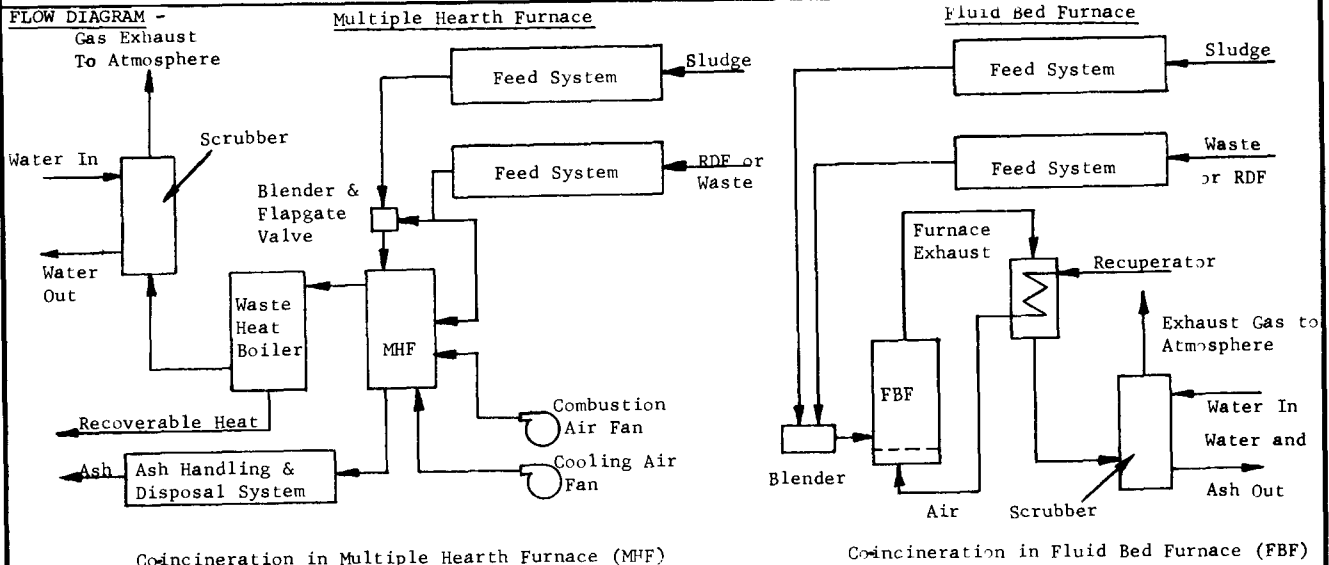 FLOW DIAGRAM -
Multiple Hearth Furnace
Gas Exhaust
To Atmosphere
Sludge
Feed System
Scrubber
Water In
RDF or
Waste
Feed System
Blender &
Flapgate
Valve
Water
Out
Waste
Heat
Boiler
MHF
Recoverable Heat
Combustion
Air Fan
Cooling Air
Fan
Ash
Ash Handling &
Disposal System
Co-incineration in Multiple Hearth Furnace (MHF)
Fluid Bed Furnace
Sludge
Feed System
Waste
or RDF
Feed System
Furnace
Exhaust
Recuperator
Exhaust Gas to
Atmosphere
FBF
Water In
Water and
Ash Out
Blender
Air
Scrubber
Co-incineration in Fluid Bed Furnace (FBF)